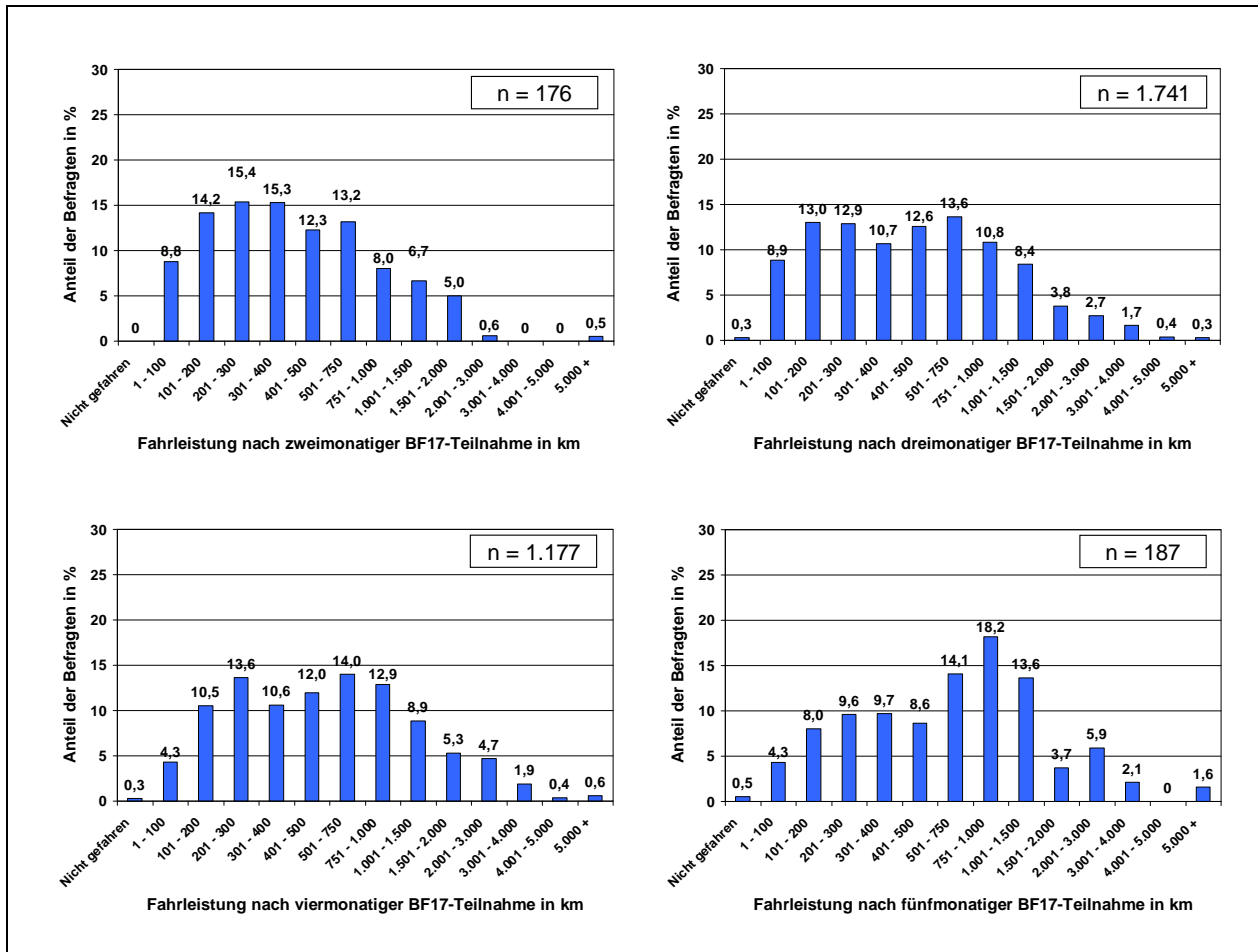 n = 176
Anteil der Befragten in %
30
25
20
15
10
5
0
0
8,8
14,2
15,4
15,3
12,3
13,2
8,0
6,7
5,0
0,6
0
0
0,5
Nicht gefahren
1 - 100
101 - 200
201 - 300
301 - 400
401 - 500
501 - 750
751 - 1.000
1.001 - 1.500
1.501 - 2.000
2.001 - 3.000
3.001 - 4.000
4.001 - 5.000
5.000 +
Fahrleistung nach zweimonatiger BF17-Teilnahme in km
n = 1.741
Anteil der Befragten in %
30
25
20
15
10
5
0
0,3
8,9
13,0
12,9
10,7
12,6
13,6
10,8
8,4
3,8
2,7
1,7
0,4
0,3
Nicht gefahren
1 - 100
101 - 200
201 - 300
301 - 400
401 - 500
501 - 750
751 - 1.000
1.001 - 1.500
1.501 - 2.000
2.001 - 3.000
3.001 - 4.000
4.001 - 5.000
5.000 +
Fahrleistung nach dreimonatiger BF17-Teilnahme in km
n = 1.177
Anteil der Befragten in %
30
25
20
15
10
5
0
0,3
4,3
10,5
13,6
10,6
12,0
14,0
12,9
8,9
5,3
4,7
1,9
0,4
0,6
Nicht gefahren
1 - 100
101 - 200
201 - 300
301 - 400
401 - 500
501 - 750
751 - 1.000
1.001 - 1.500
1.501 - 2.000
2.001 - 3.000
3.001 - 4.000
4.001 - 5.000
5.000 +
Fahrleistung nach viermonatiger BF17-Teilnahme in km
n = 187
Anteil der Befragten in %
30
25
20
15
10
5
0
0,5
4,3
8,0
9,6
9,7
8,6
14,1
18,2
13,6
3,7
5,9
2,1
0
1,6
Nicht gefahren
1 - 100
101 - 200
201 - 300
301 - 400
401 - 500
501 - 750
751 - 1.000
1.001 - 1.500
1.501 - 2.000
2.001 - 3.000
3.001 - 4.000
4.001 - 5.000
5.000 +
Fahrleistung nach fünfmonatiger BF17-Teilnahme in km